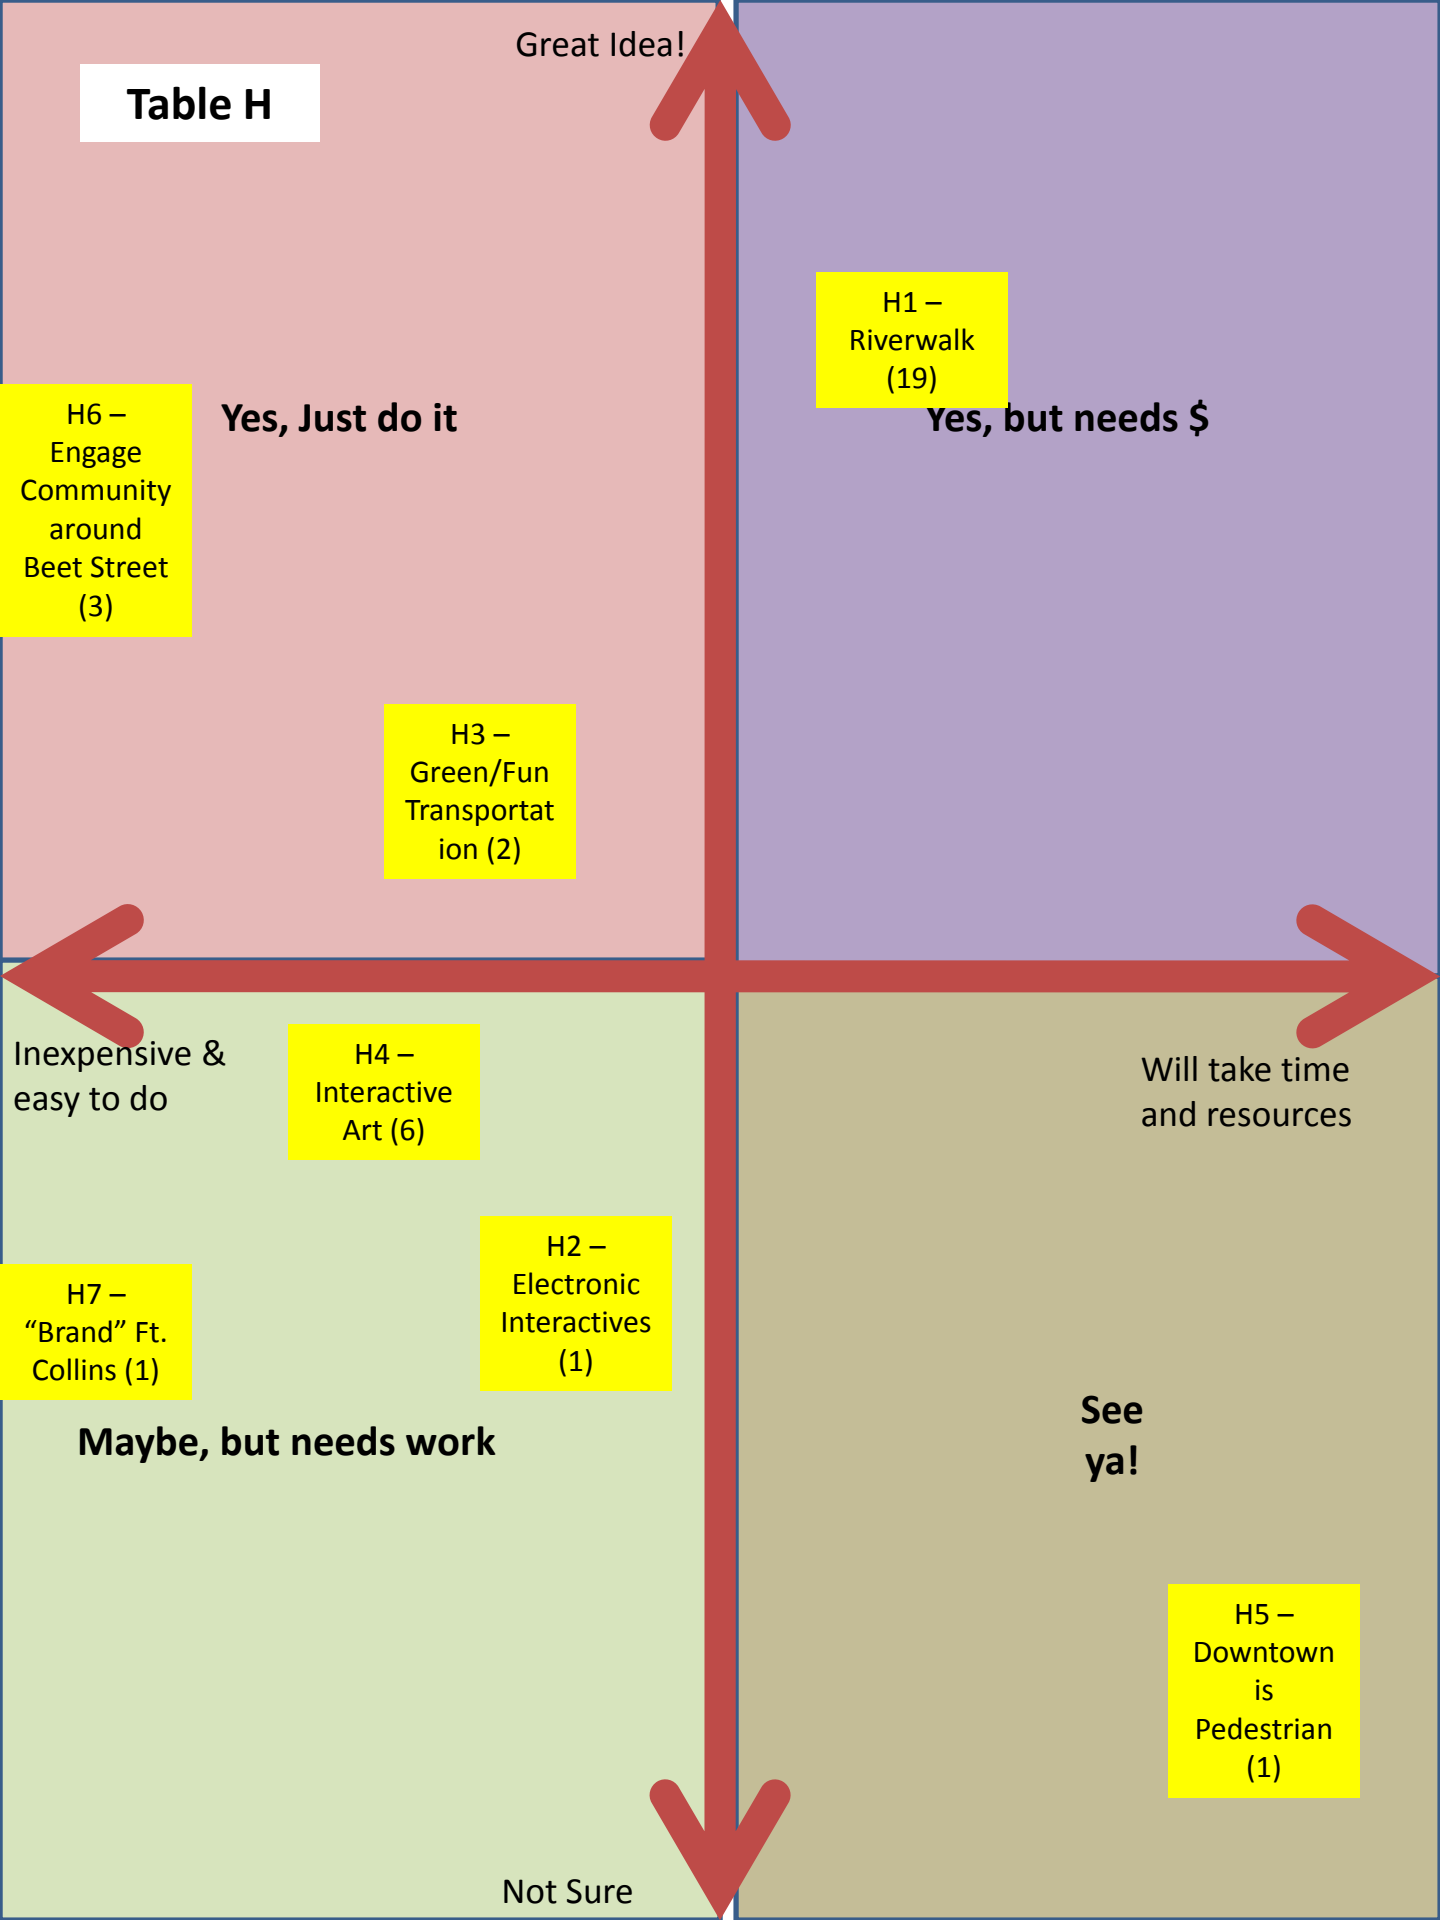 Great Idea!
Table H
H1 –
Riverwalk
(19)
Yes, but needs $
Yes, Just do it
H6 –
Engage
Community
around
Beet Street
(3)
H3 –
Green/Fun
Transportat
ion (2)
Inexpensive &
easy to do
Will take time
and resources
H4 –
Interactive
Art (6)
H2 –
Electronic
Interactives
(1)
H7 –
“Brand” Ft.
Collins (1)
Maybe, but needs work
See
ya!
H5 –
Downtown
is
Pedestrian
(1)
Not Sure